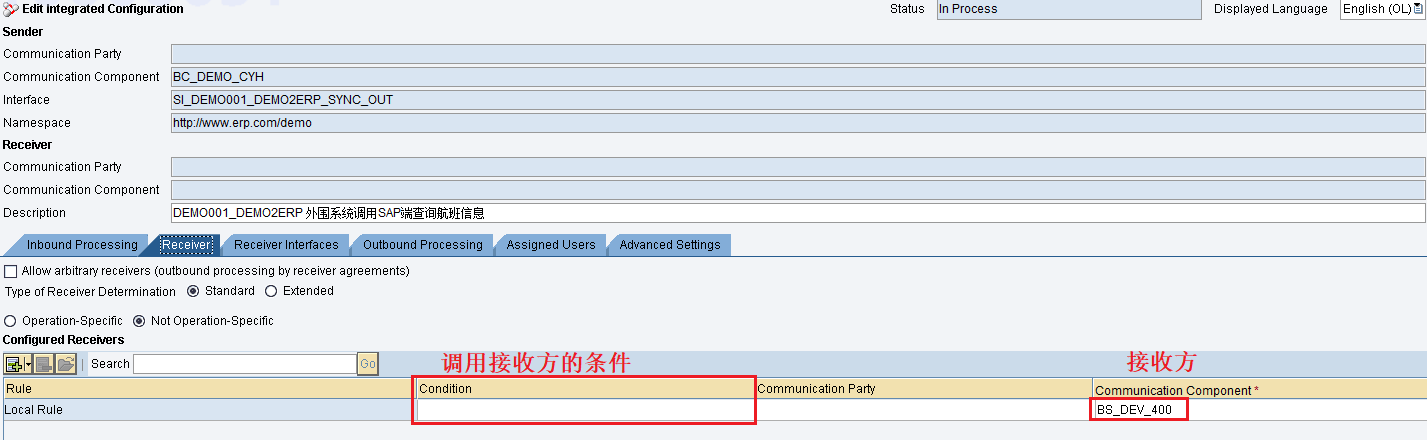 Edit integrated Configuration
Status In Process Displayed Language English (OL)
Sender
Communication Party
Communication Component BC_DEMO_CYH
Interface SI_DEMO001_DEMO2ERP_SYNC_OUT
Namespace http://www.erp.com/demo
Receiver
Communication Party
Communication Component
Description DEMO001_DEMO2ERP 外围系统调用SAP端查询航班信息
Inbound Processing Receiver Receiver Interfaces Outbound Processing Assigned Users Advanced Settings
Allow arbitrary receivers (outbound processing by receiver agreements)
Type of Receiver Determination Standard Extended
Operation-Specific Not Operation-Specific
Configured Receivers
Search Go 调用接收方的条件 接收方
Rule Condition Communication Party Communication Component *
Local Rule BS_DEV_400